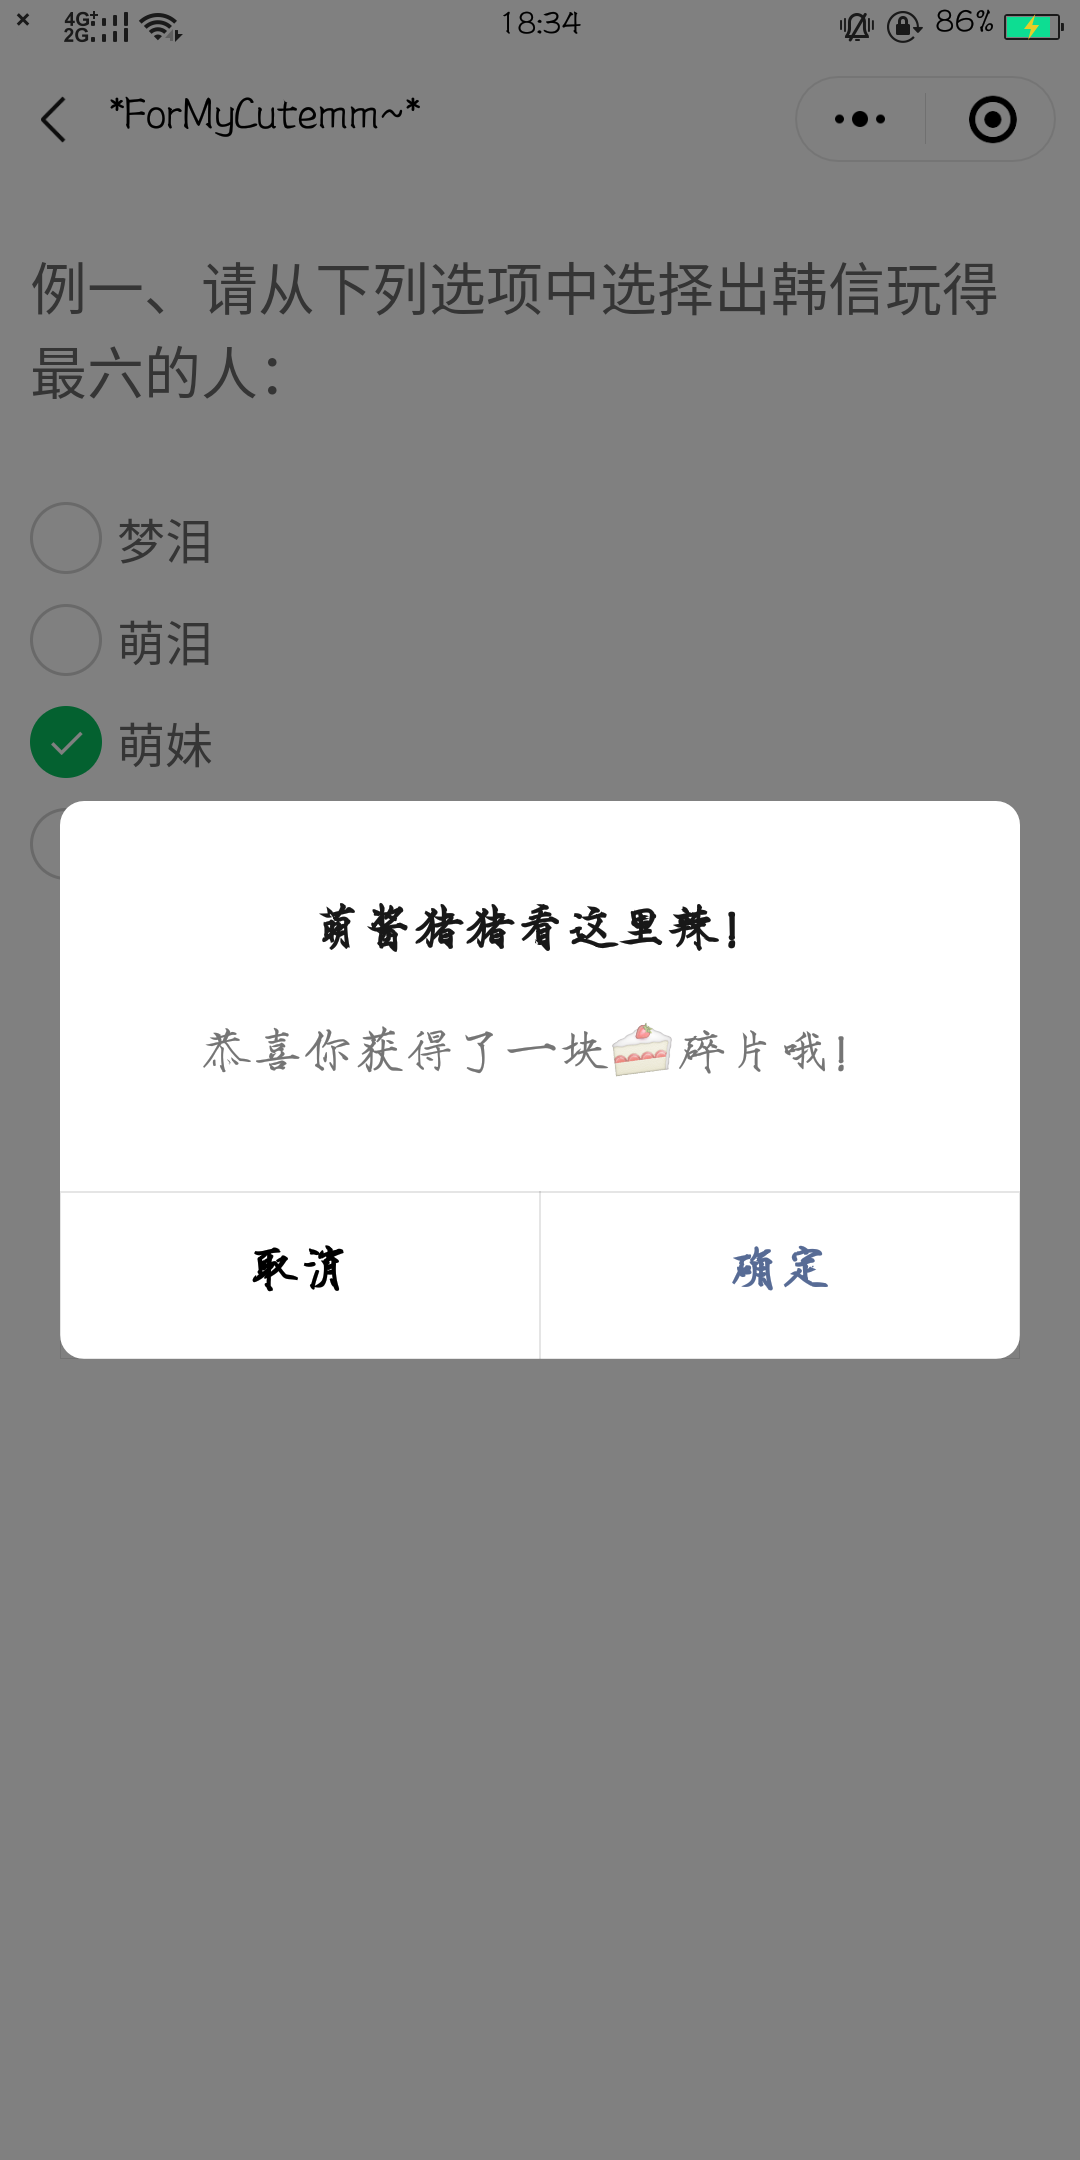 4G+
2G
18:34
86%
*ForMyCutemm~*
例一、请从下列选项中选择出韩信玩得
最六的人：
梦泪
萌泪
萌妹
萌酱猪猪看这里辣！
恭喜你获得了一块🍰碎片哦！
取消
确定